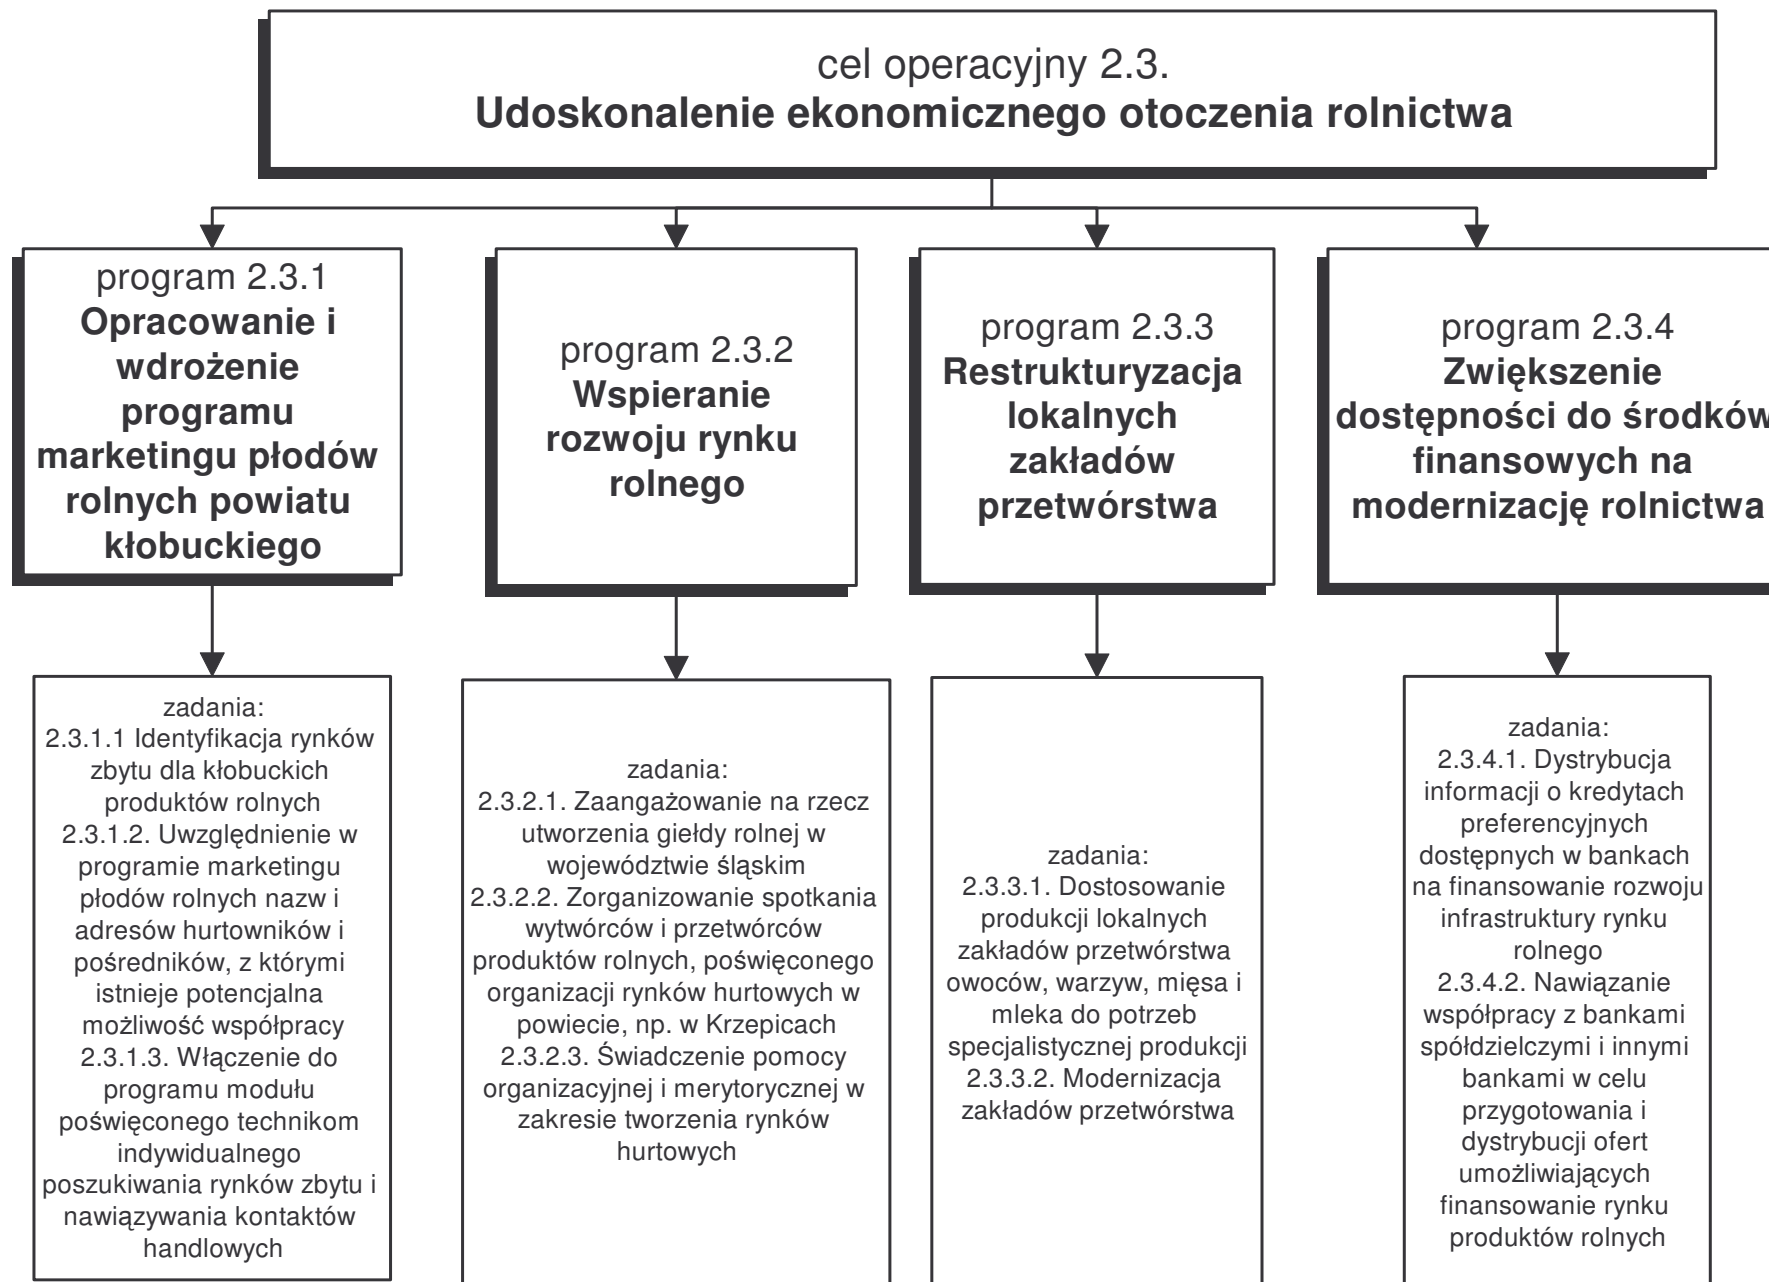 cel operacyjny 2.3.
Udoskonalenie ekonomicznego otoczenia rolnictwa
program 2.3.1
Opracowanie i
wdrożenie
programu
marketingu płodów
rolnych powiatu
kłobuckiego
program 2.3.2
Wspieranie
rozwoju rynku
rolnego
program 2.3.3
Restrukturyzacja
lokalnych
zakładów
przetwórstwa
program 2.3.4
Zwiększenie
dostępności do środków
finansowych na
modernizację rolnictwa
zadania:
2.3.1.1 Identyfikacja rynków
zbytu dla kłobuckich
produktów rolnych
2.3.1.2. Uwzględnienie w
programie marketingu
płodów rolnych nazw i
adresów hurtowników i
pośredników, z którymi
istnieje potencjalna
możliwość współpracy
2.3.1.3. Włączenie do
programu modułu
poświęconego technikom
indywidualnego
poszukiwania rynków zbytu i
nawiązywania kontaktów
handlowych
zadania:
2.3.2.1. Zaangażowanie na rzecz
utworzenia giełdy rolnej w
województwie śląskim
2.3.2.2. Zorganizowanie spotkania
wytwórców i przetwórców
produktów rolnych, poświęconego
organizacji rynków hurtowych w
powiecie, np. w Krzepicach
2.3.2.3. Świadczenie pomocy
organizacyjnej i merytorycznej w
zakresie tworzenia rynków
hurtowych
zadania:
2.3.3.1. Dostosowanie
produkcji lokalnych
zakładów przetwórstwa
owoców, warzyw, mięsa i
mleka do potrzeb
specjalistycznej produkcji
2.3.3.2. Modernizacja
zakładów przetwórstwa
zadania:
2.3.4.1. Dystrybucja
informacji o kredytach
preferencyjnych
dostępnych w bankach
na finansowanie rozwoju
infrastruktury rynku
rolnego
2.3.4.2. Nawiązanie
współpracy z bankami
spółdzielczymi i innymi
bankami w celu
przygotowania i
dystrybucji ofert
umożliwiających
finansowanie rynku
produktów rolnych